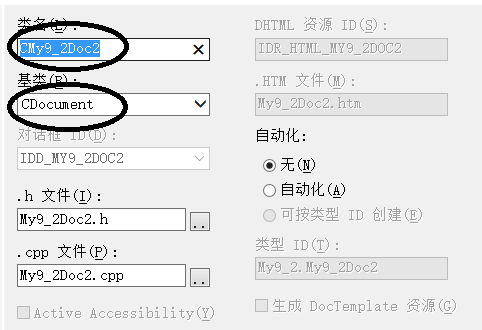 类名(L):
CMy9_2Doc2
基类(B):
CDocument
对话框 ID(D):
IDD_MY9_2DOC2
.h 文件(I):
My9_2Doc2.h
..
.cpp 文件(P):
My9_2Doc2.cpp
..
Active Accessibility(Y)
DHTML 资源 ID(S):
IDR_HTML_MY9_2DOC2
.HTM 文件(M):
My9_2Doc2.htm
自动化:
无(N)
自动化(A)
可按类型 ID 创建(E)
类型 ID(T):
My9_2.My9_2Doc2
生成 DocTemplate 资源(G)